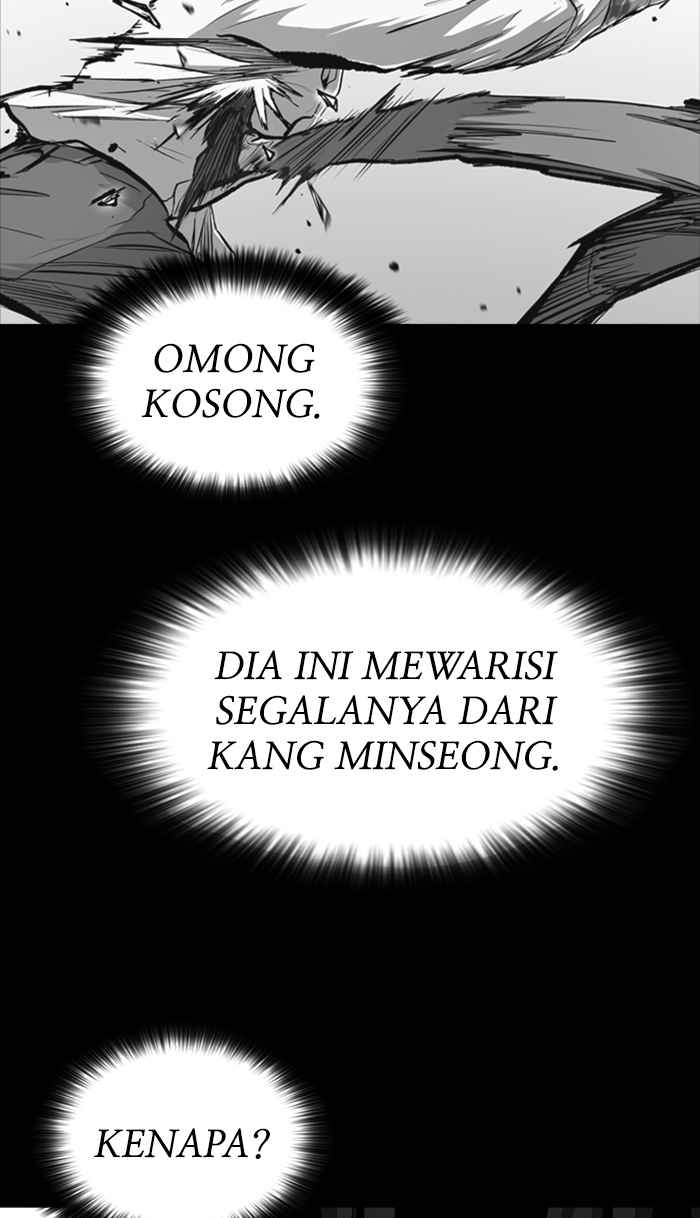 OMONG
KOSONG.
DIA INI MEWARISI
SEGALANYA DARI
KANG MINSEONG.
KENAPA?